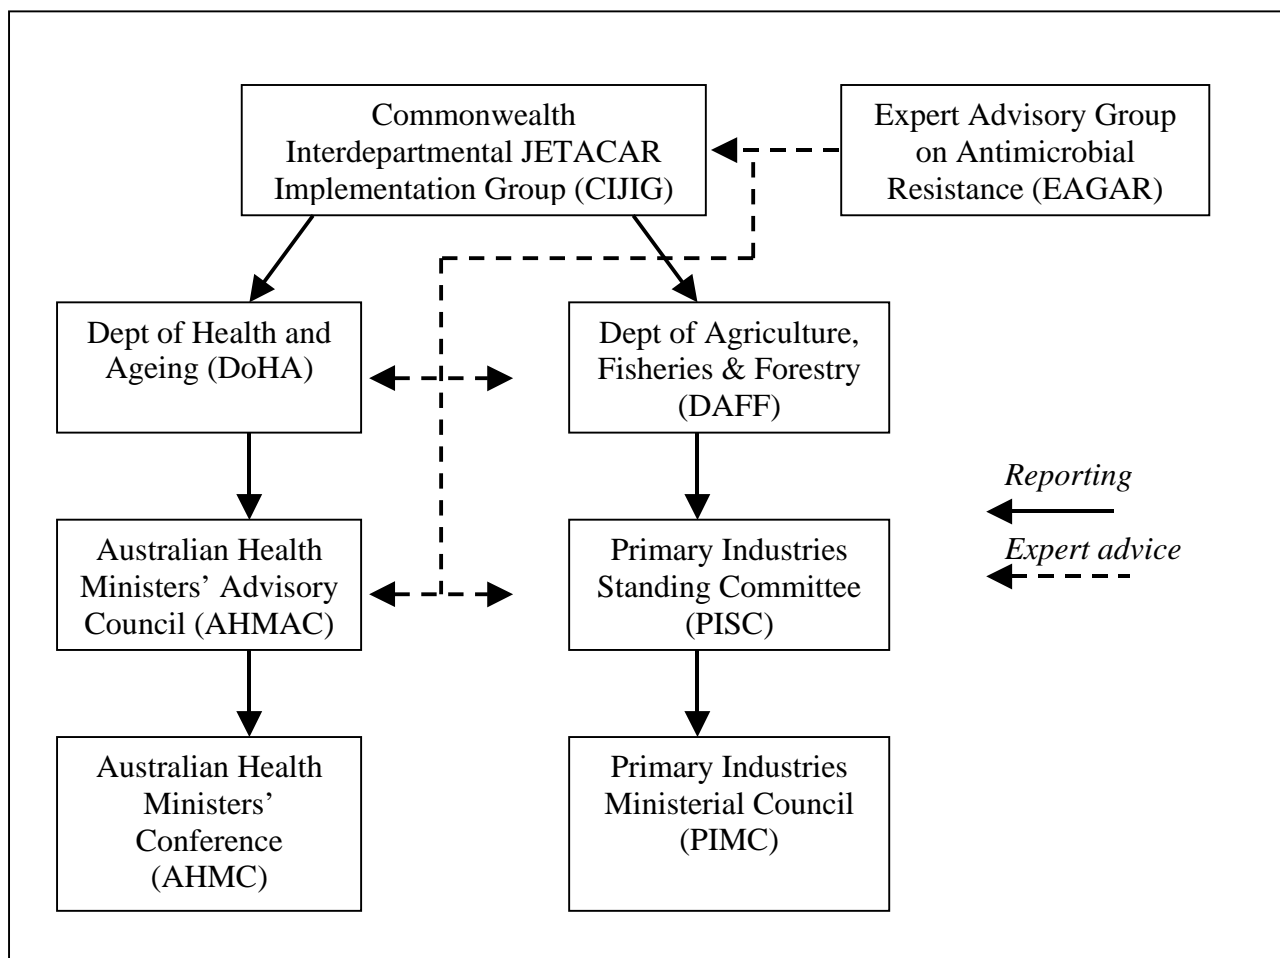 Commonwealth
Interdepartmental JETACAR
Implementation Group (CIJIG)
Expert Advisory Group
on Antimicrobial
Resistance (EAGAR)
Dept of Health and
Ageing (DoHA)
Dept of Agriculture,
Fisheries & Forestry
(DAFF)
Reporting
Expert advice
Australian Health
Ministers’ Advisory
Council (AHMAC)
Primary Industries
Standing Committee
(PISC)
Australian Health
Ministers’
Conference
(AHMC)
Primary Industries
Ministerial Council
(PIMC)